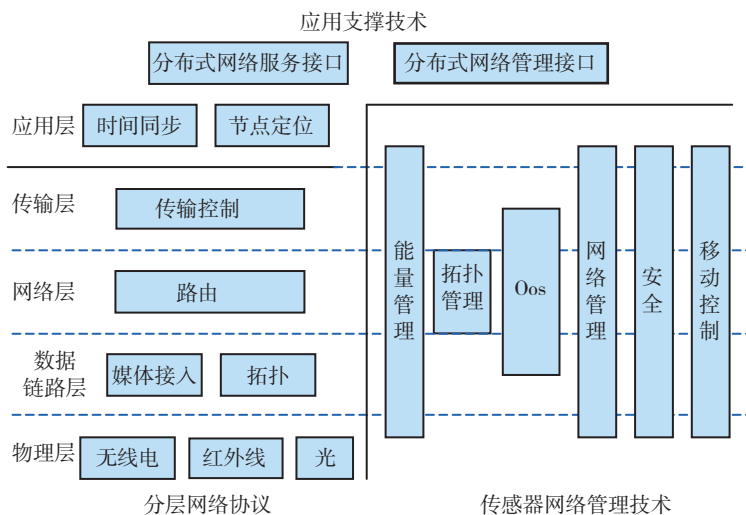 应用支撑技术
分布式网络服务接口
分布式网络管理接口
应用层
时间同步
节点定位
传输层
传输控制
网络层
路由
数据
链路层
媒体接入
拓扑
物理层
无线电
红外线
光
能量管理
拓扑
管理
Oos
网络管理
安全
移动控制
分层网络协议
传感器网络管理技术